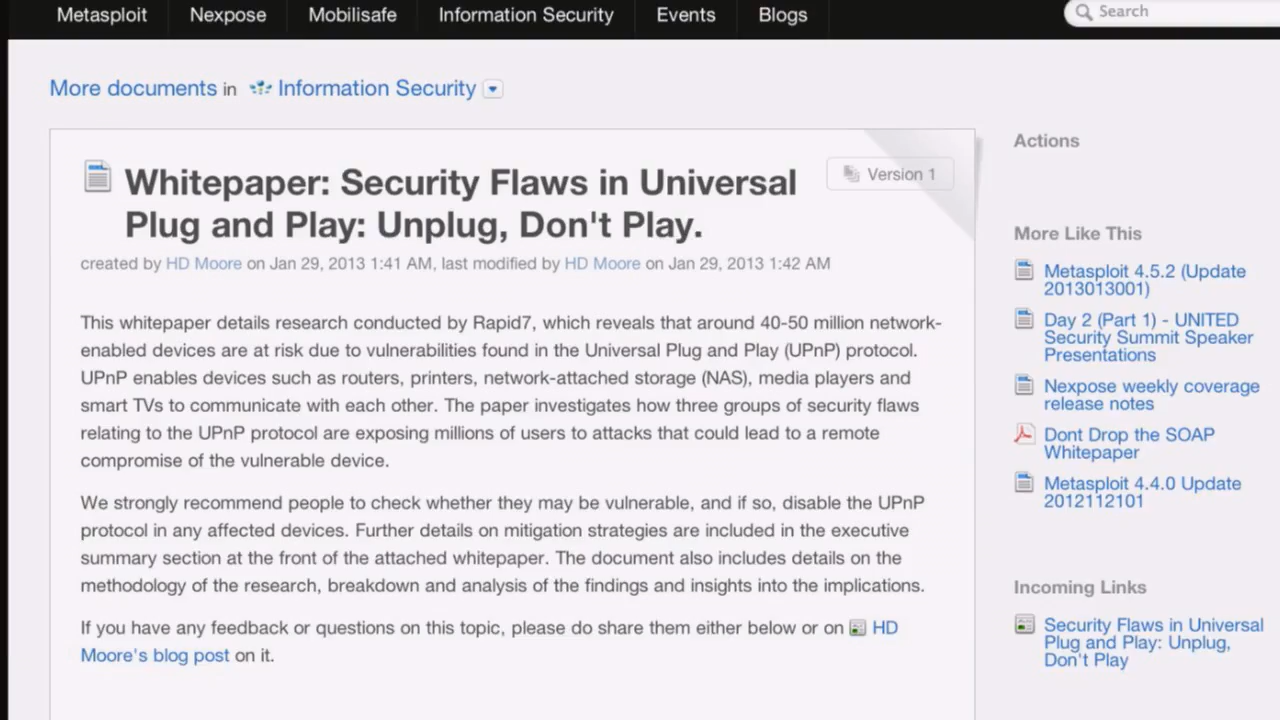 Metasploit Nexpose Mobilisafe Information Security Events Blogs Search
More documents in Information Security
Whitepaper: Security Flaws in Universal
Plug and Play: Unplug, Don't Play.
Version 1
created by HD Moore on Jan 29, 2013 1:41 AM, last modified by HD Moore on Jan 29, 2013 1:42 AM
This whitepaper details research conducted by Rapid7, which reveals that around 40-50 million network-
enabled devices are at risk due to vulnerabilities found in the Universal Plug and Play (UPnP) protocol.
UPnP enables devices such as routers, printers, network-attached storage (NAS), media players and
smart TVs to communicate with each other. The paper investigates how three groups of security flaws
relating to the UPnP protocol are exposing millions of users to attacks that could lead to a remote
compromise of the vulnerable device.
We strongly recommend people to check whether they may be vulnerable, and if so, disable the UPnP
protocol in any affected devices. Further details on mitigation strategies are included in the executive
summary section at the front of the attached whitepaper. The document also includes details on the
methodology of the research, breakdown and analysis of the findings and insights into the implications.
If you have any feedback or questions on this topic, please do share them either below or on HD
Moore's blog post on it.
Actions
More Like This
Metasploit 4.5.2 (Update
2013013001)
Day 2 (Part 1) - UNITED
Security Summit Speaker
Presentations
Nexpose weekly coverage
release notes
Dont Drop the SOAP
Whitepaper
Metasploit 4.4.0 Update
2012112101
Incoming Links
Security Flaws in Universal
Plug and Play: Unplug,
Don't Play